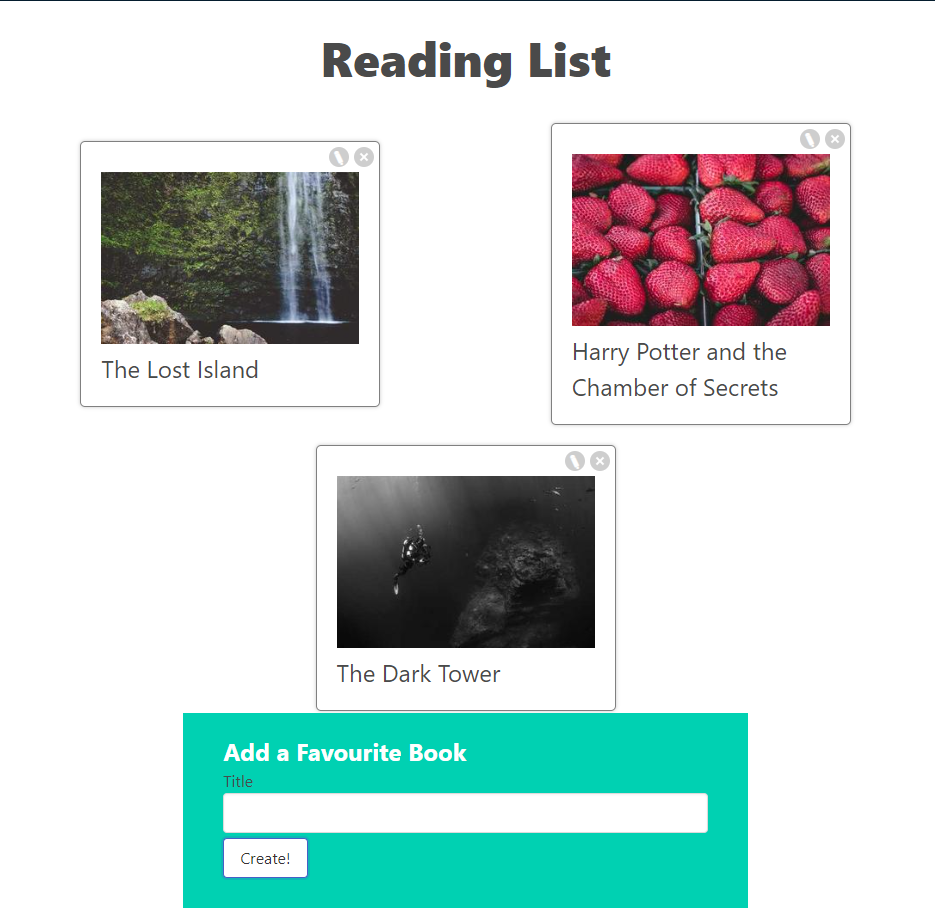 Reading List
The Lost Island
Harry Potter and the
Chamber of Secrets
The Dark Tower
Add a Favourite Book
Title
Create!